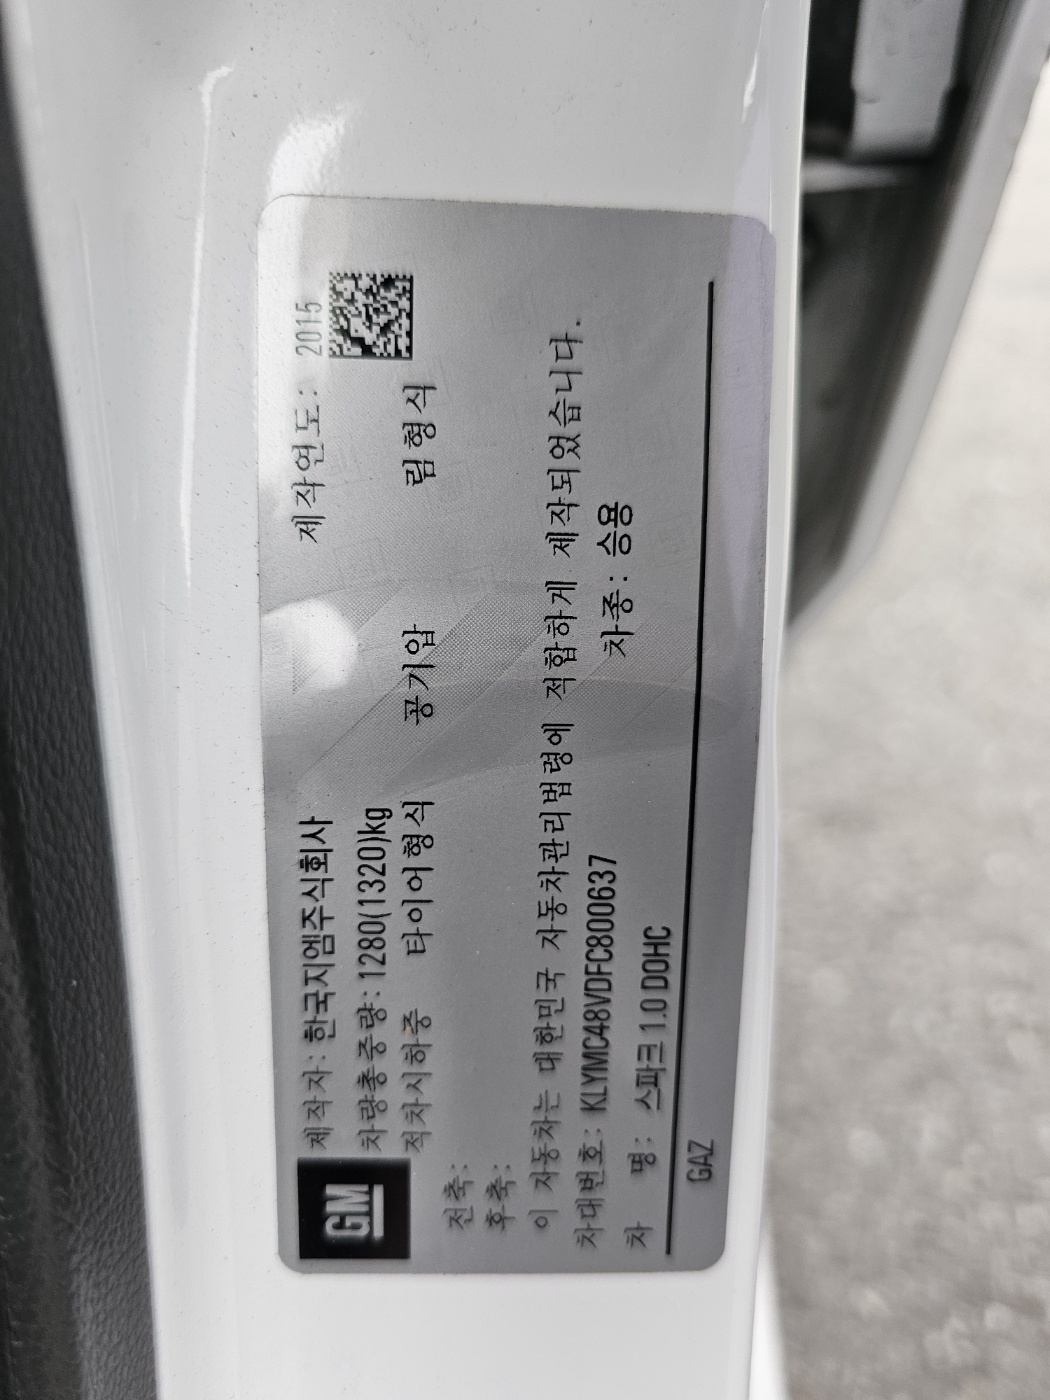 GM
제작자: 한국지엠주식회사 제작연도: 2015
차량총중량: 1280(1320)kg
적차시하중 타이어형식 공기압 림형식
전축:
후축:
이 자동차는 대한민국 자동차관리법령에 적합하게 제작되었습니다.
차대번호: KLYMC48VDFC800637 차종: 승용
차 명: 스파크 1.0 DOHC
GAZ